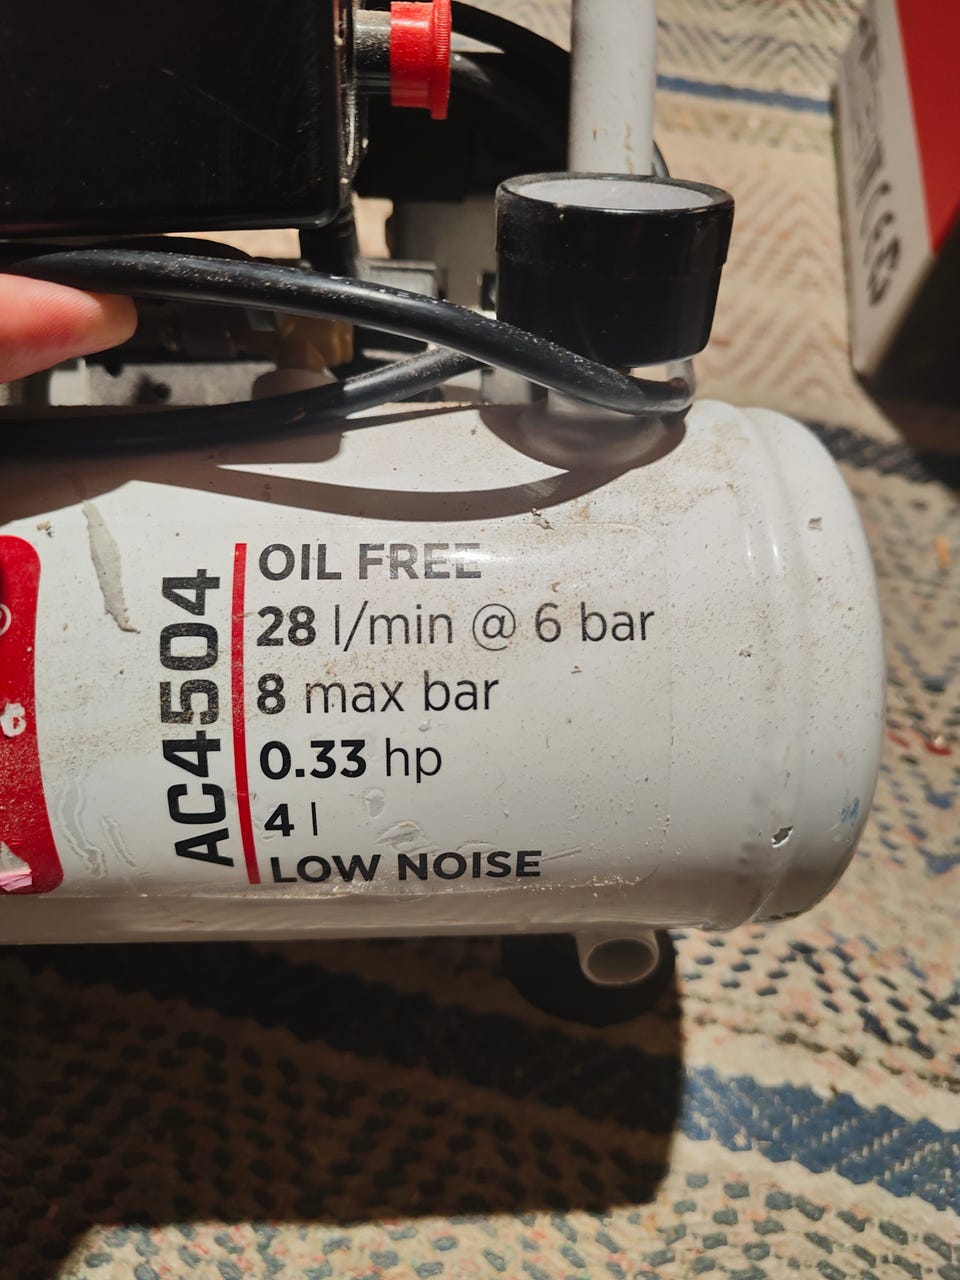 AC4504
OIL FREE
28 l/min @ 6 bar
8 max bar
0.33 hp
4 l
LOW NOISE